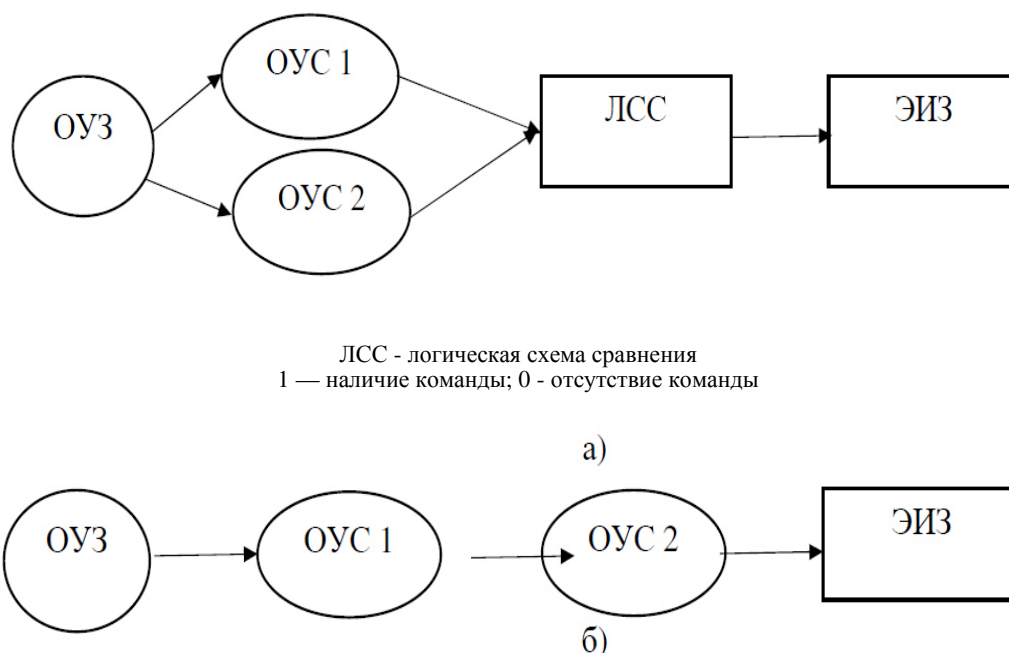 ОУЗ
ОУС 1
ОУС 2
ЛСС
ЭИЗ
ЛСС - логическая схема сравнения
1 — наличие команды; 0 - отсутствие команды
а)
ОУЗ
ОУС 1
ОУС 2
ЭИЗ
б)